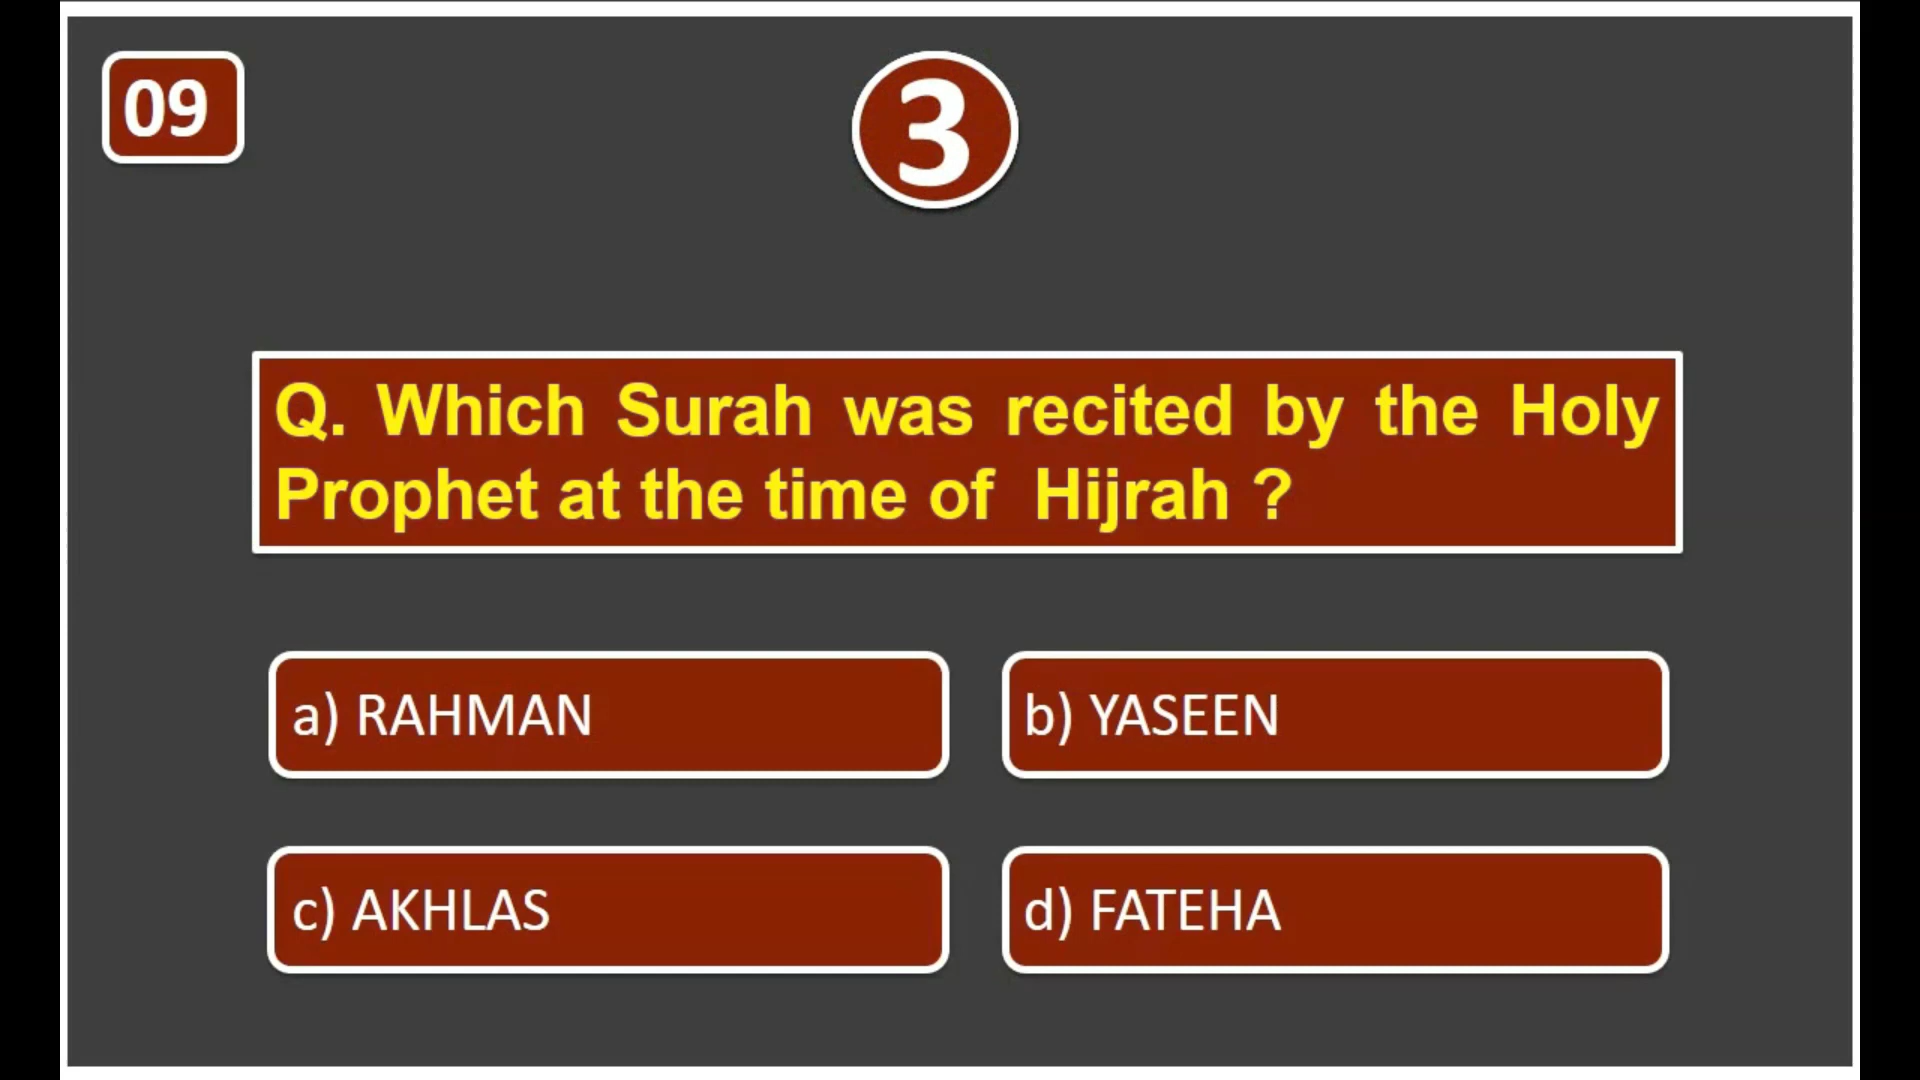 09
3
Q. Which Surah was recited by the Holy
Prophet at the time of Hijrah ?
a) RAHMAN
b) YASEEN
c) AKHLAS
d) FATEHA